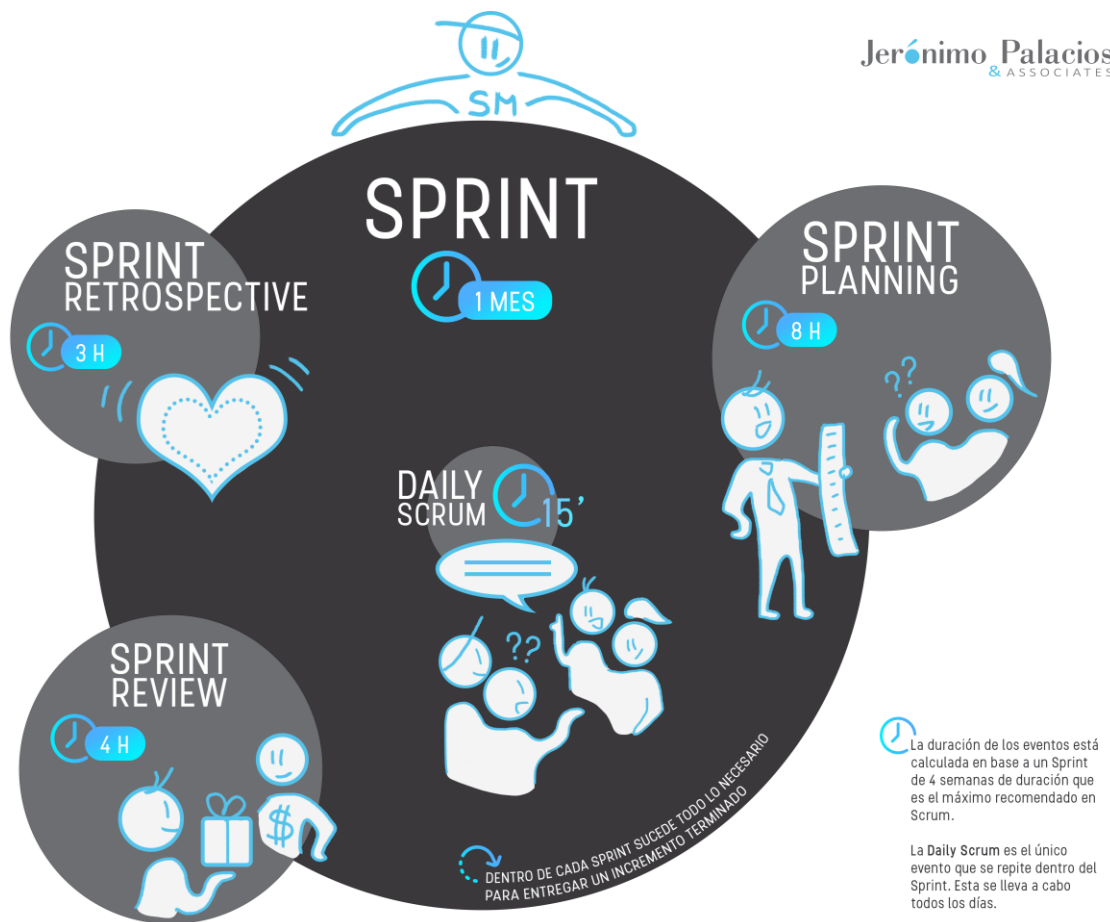 Jerónimo Palacios
& ASSOCIATES
SM
SPRINT
1 MES
SPRINT
RETROSPECTIVE
3 H
SPRINT
PLANNING
8 H
??
DAILY
SCRUM
15’
??
SPRINT
REVIEW
4 H
$
DENTRO DE CADA SPRINT SUCEDE TODO LO NECESARIO
PARA ENTREGAR UN INCREMENTO TERMINADO
La duración de los eventos está
calculada en base a un Sprint
de 4 semanas de duración que
es el máximo recomendado en
Scrum.
La Daily Scrum es el único
evento que se repite dentro del
Sprint. Esta se lleva a cabo
todos los días.